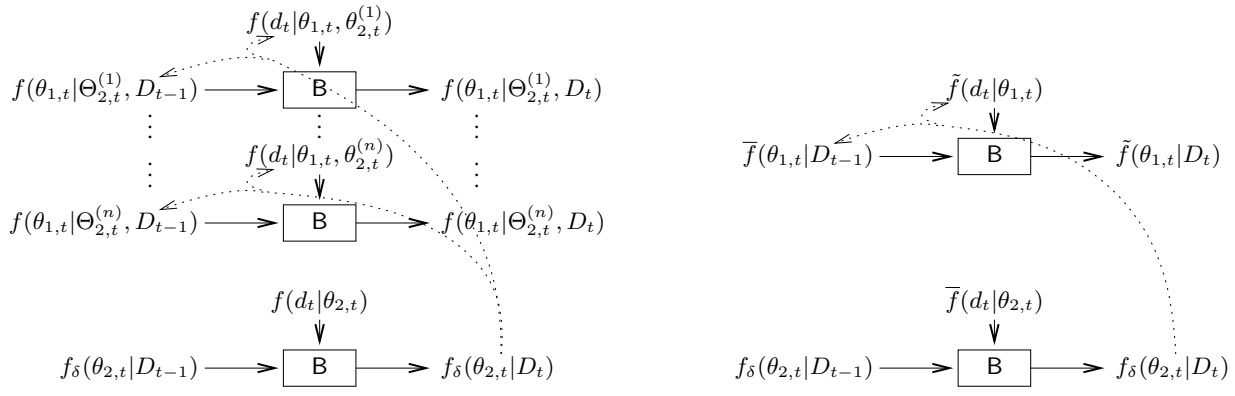 f(d_t|θ_{1,t}, θ_{2,t}^{(1)})
f(θ_{1,t}|Θ_{2,t}^{(1)}, D_{t−1}) B f(θ_{1,t}|Θ_{2,t}^{(1)}, D_t)
f(d_t|θ_{1,t}, θ_{2,t}^{(n)})
f(θ_{1,t}|Θ_{2,t}^{(n)}, D_{t−1}) B f(θ_{1,t}|Θ_{2,t}^{(n)}, D_t)
f(d_t|θ_{2,t})
f_δ(θ_{2,t}|D_{t−1}) B f_δ(θ_{2,t}|D_t)
f̃(d_t|θ_{1,t})
f̅(θ_{1,t}|D_{t−1}) B f̃(θ_{1,t}|D_t)
f̅(d_t|θ_{2,t})
f_δ(θ_{2,t}|D_{t−1}) B f_δ(θ_{2,t}|D_t)